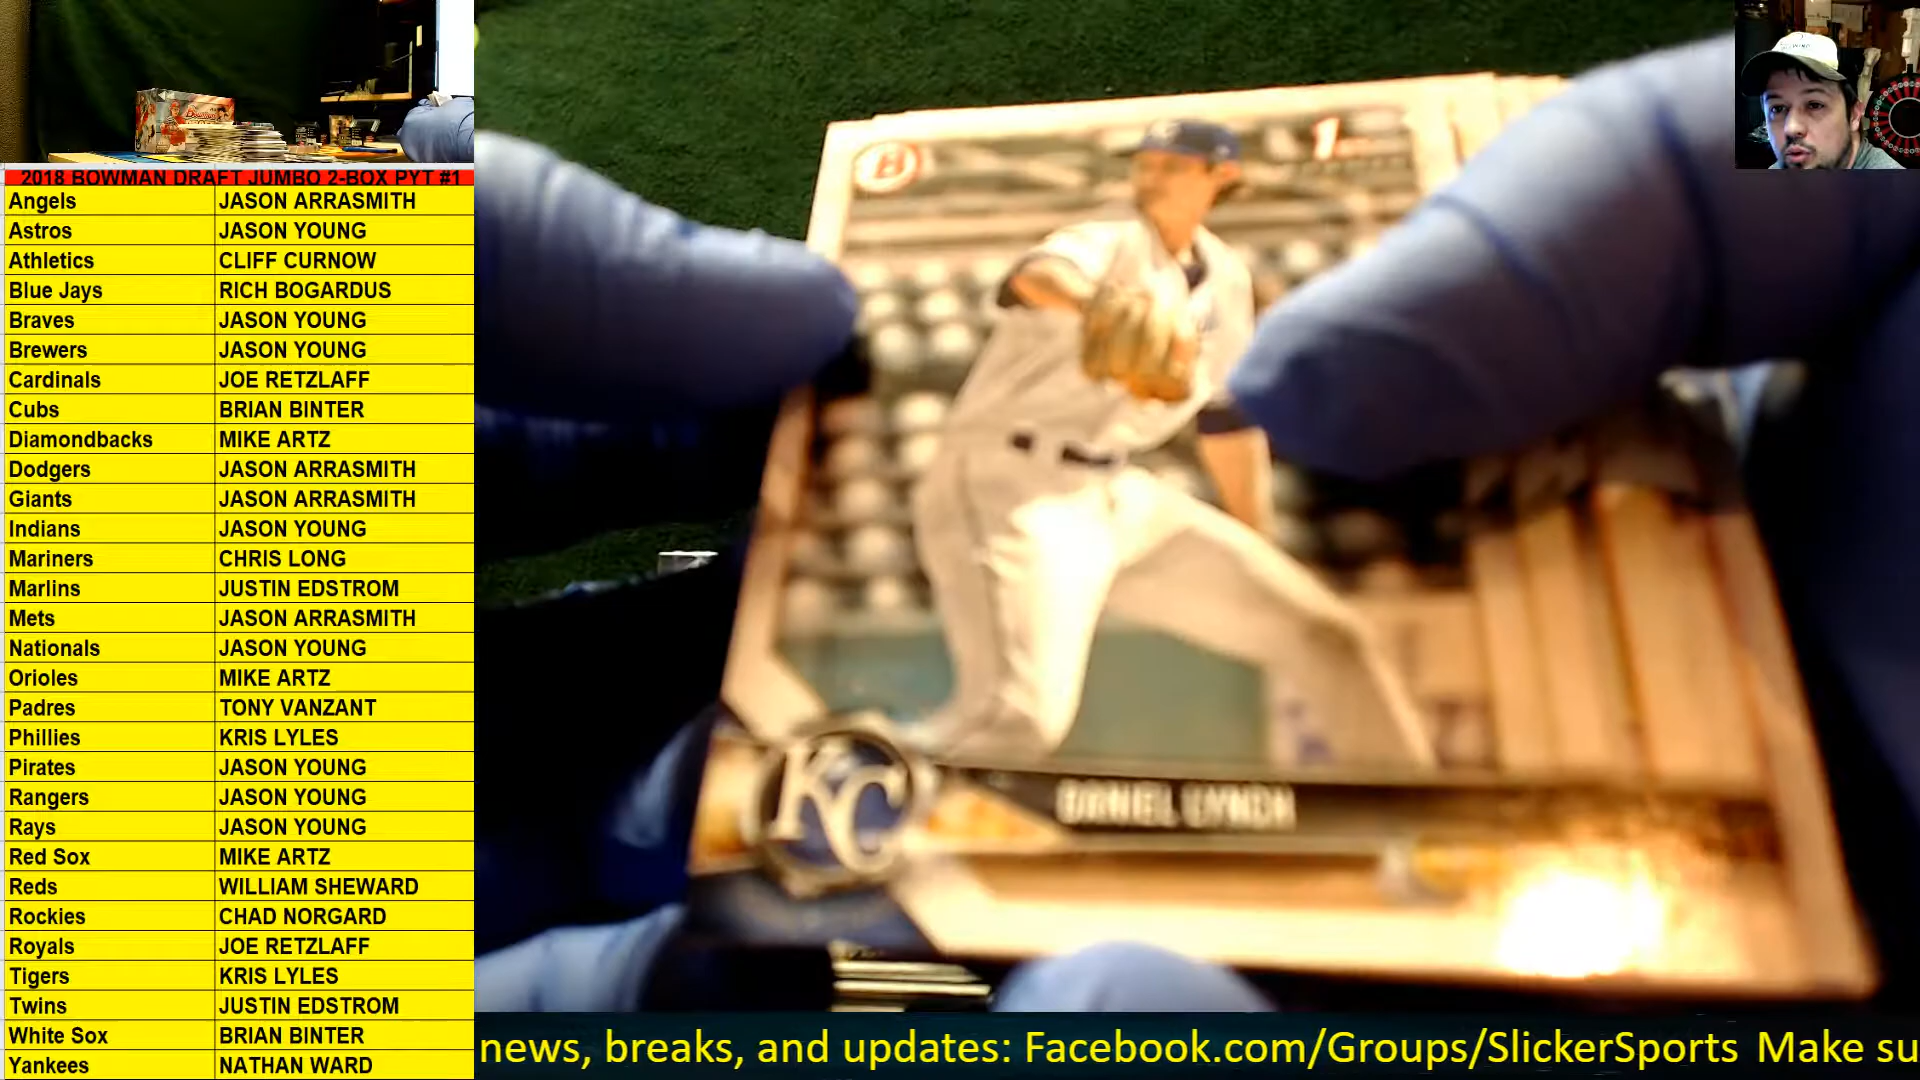 2018 BOWMAN DRAFT JUMBO 2-BOX PYT #1
Angels JASON ARRASMITH
Astros JASON YOUNG
Athletics CLIFF CURNOW
Blue Jays RICH BOGARDUS
Braves JASON YOUNG
Brewers JASON YOUNG
Cardinals JOE RETZLAFF
Cubs BRIAN BINTER
Diamondbacks MIKE ARTZ
Dodgers JASON ARRASMITH
Giants JASON ARRASMITH
Indians JASON YOUNG
Mariners CHRIS LONG
Marlins JUSTIN EDSTROM
Mets JASON ARRASMITH
Nationals JASON YOUNG
Orioles MIKE ARTZ
Padres TONY VANZANT
Phillies KRIS LYLES
Pirates JASON YOUNG
Rangers JASON YOUNG
Rays JASON YOUNG
Red Sox MIKE ARTZ
Reds WILLIAM SHEWARD
Rockies CHAD NORGARD
Royals JOE RETZLAFF
Tigers KRIS LYLES
Twins JUSTIN EDSTROM
White Sox BRIAN BINTER
Yankees NATHAN WARD
B
1
KC
DANIEL LYNCH
news, breaks, and updates: Facebook.com/Groups/SlickerSports Make su